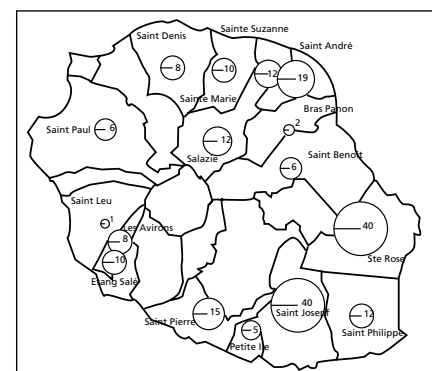 Sainte Suzanne
Saint Denis
Saint André
8
10
12
19
Sainte Marie
Bras Panon
2
Saint Paul
6
12
Salazie
Saint Benoit
6
Saint Leu
1
Les Avirons
40
8
10
Ste Rose
Etang Salé
40
15
Saint Joseph
12
Saint Pierre
5
Saint Philippe
Petite Ile